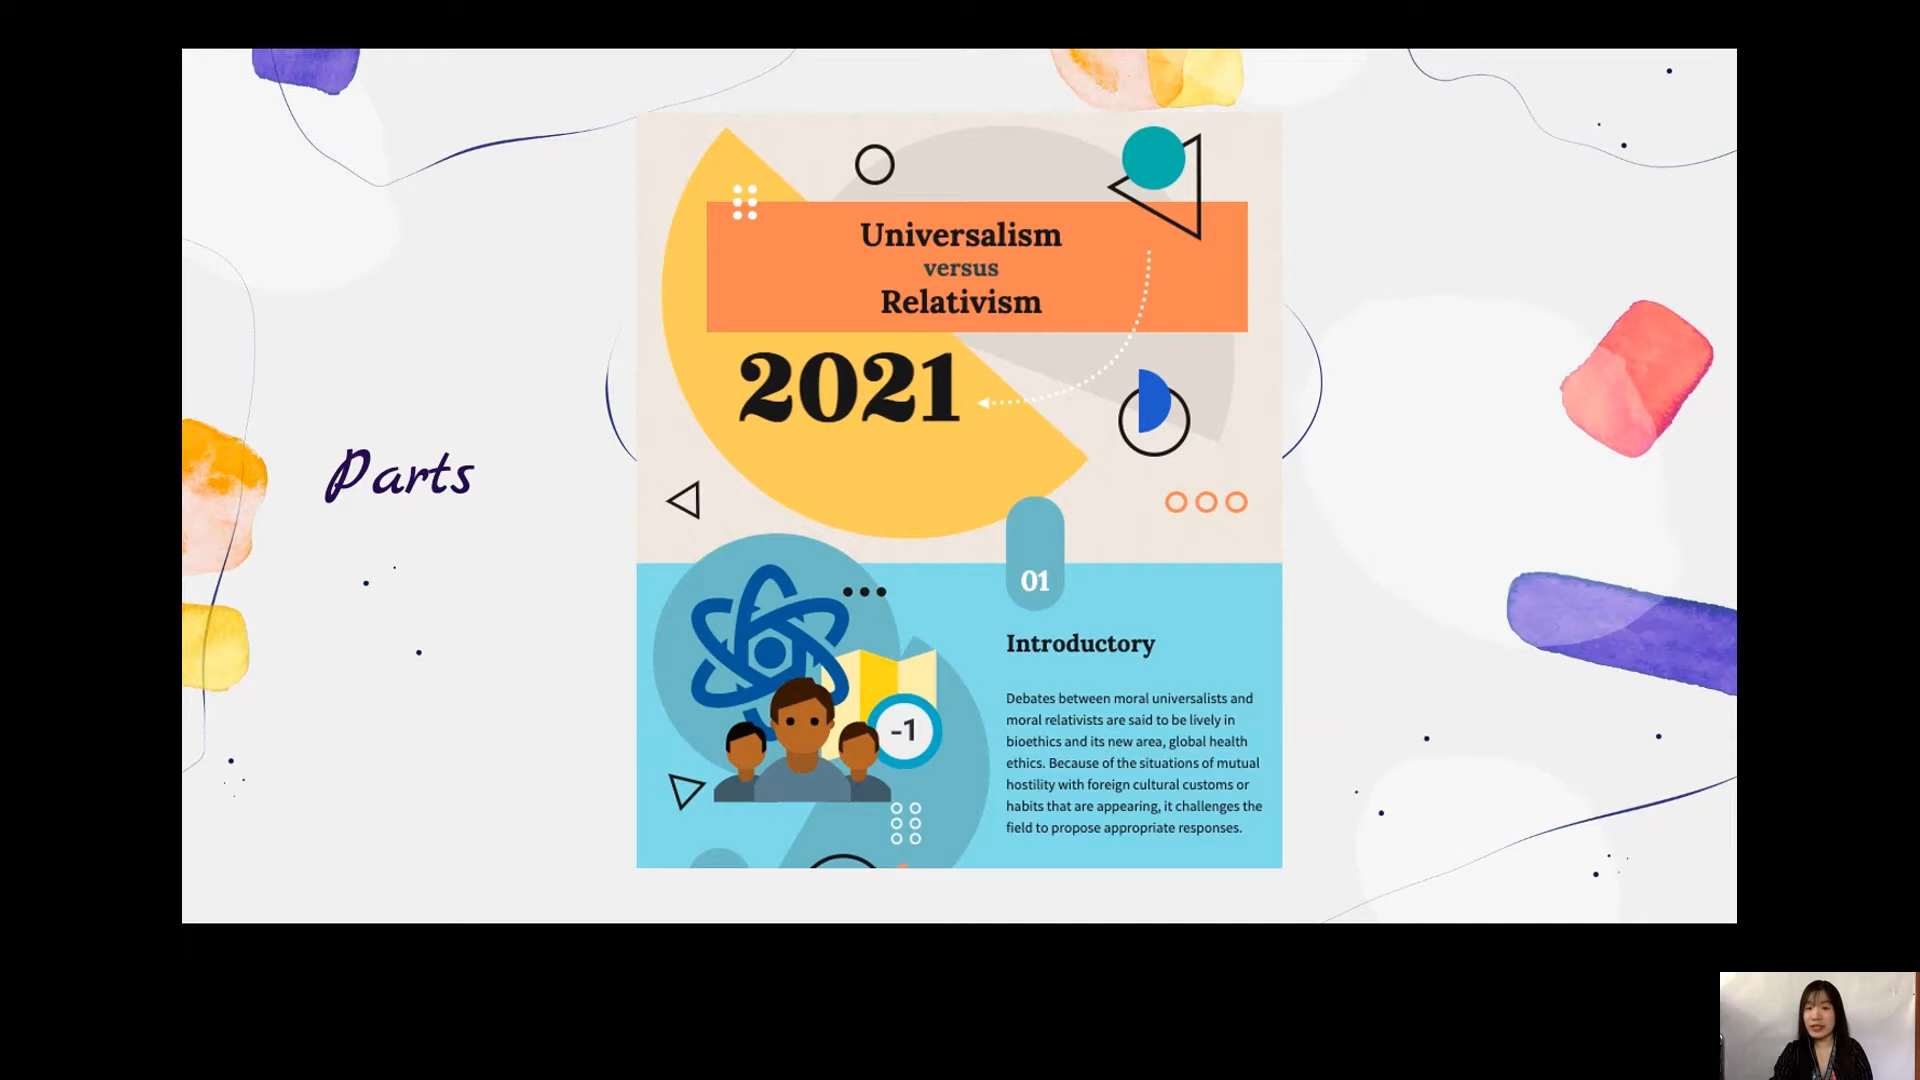 Parts
Universalism
versus
Relativism
2021
01
Introductory
Debates between moral universalists and
moral relativists are said to be lively in
bioethics and its new area, global health
ethics. Because of the situations of mutual
hostility with foreign cultural customs or
habits that are appearing, it challenges the
field to propose appropriate responses.
-1